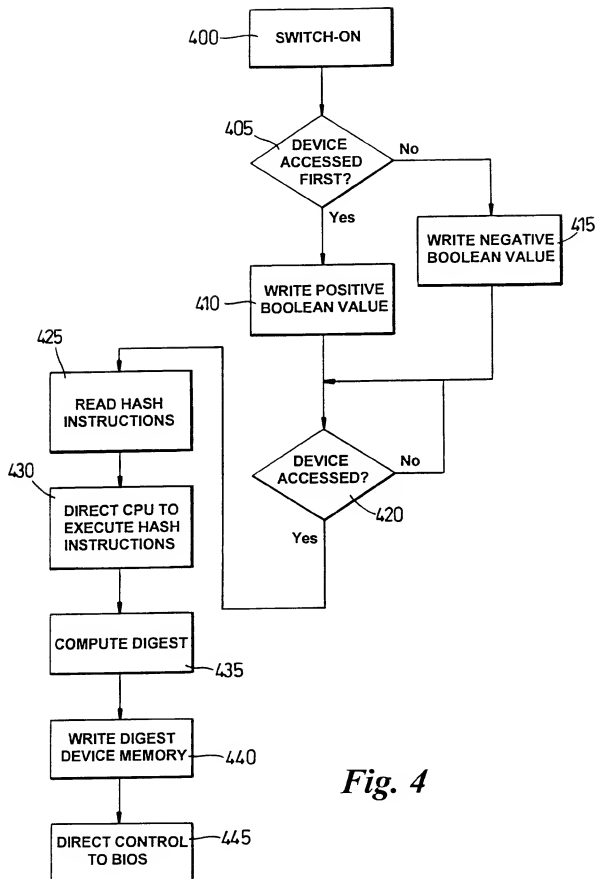 400
SWITCH-ON
405
DEVICE
ACCESSED
FIRST?
No
Yes
WRITE NEGATIVE
BOOLEAN VALUE
415
WRITE POSITIVE
BOOLEAN VALUE
410
425
READ HASH
INSTRUCTIONS
DEVICE
ACCESSED?
No
420
Yes
430
DIRECT CPU TO
EXECUTE HASH
INSTRUCTIONS
COMPUTE DIGEST
435
WRITE DIGEST
DEVICE MEMORY
440
DIRECT CONTROL
TO BIOS
445
Fig. 4